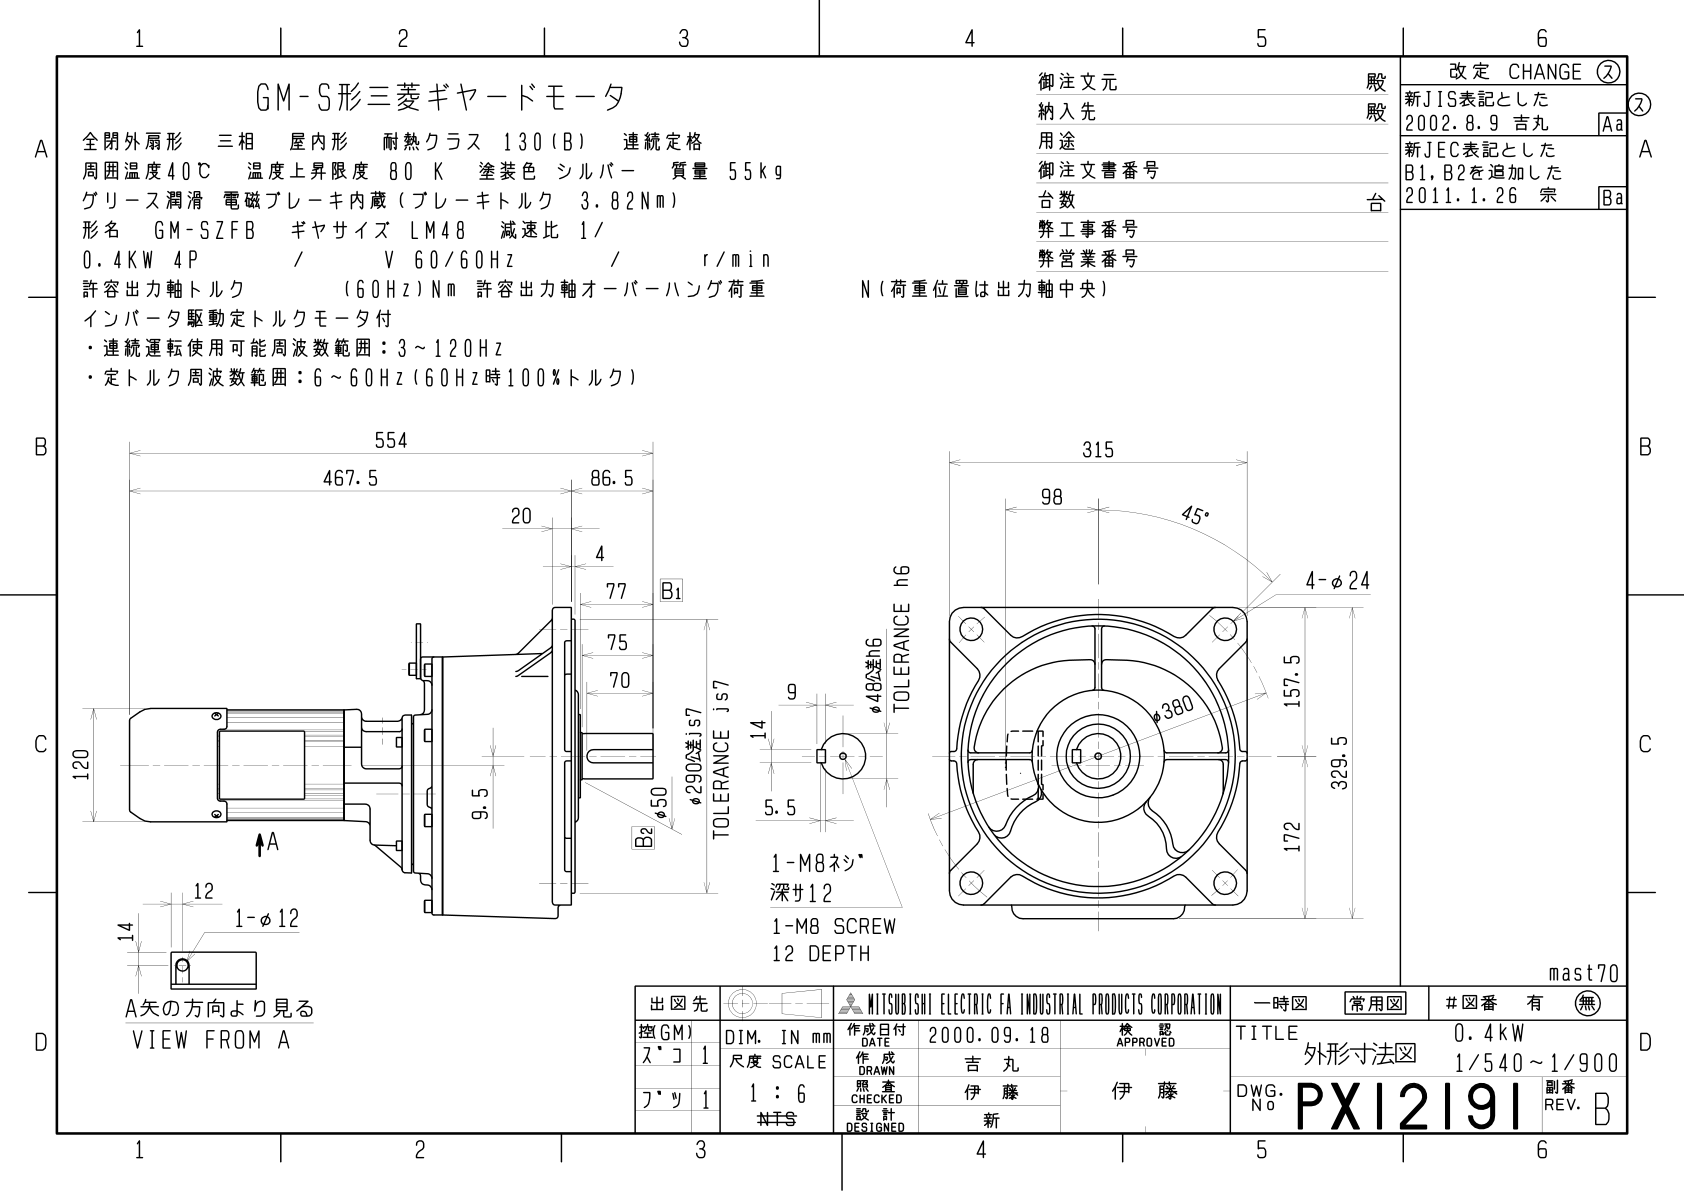 1 2 3 4 5 6
A
B
C
D
A
B
C
D
GM-S形三菱ギヤードモータ
全閉外扇形 三相 屋内形 耐熱クラス 130(B) 連続定格
周囲温度40℃ 温度上昇限度 80 K 塗装色 シルバー 質量 55kg
グリース潤滑 電磁ブレーキ内蔵(ブレーキトルク 3.82Nm)
形名 GM-SZFB ギヤサイズ LM48 減速比 1/
0.4KW 4P / V 60/60Hz / r/min
許容出力軸トルク (60Hz)Nm 許容出力軸オーバーハング荷重 N(荷重位置は出力軸中央)
インバータ駆動定トルクモータ付
・連続運転使用可能周波数範囲：3~120Hz
・定トルク周波数範囲：6~60Hz(60Hz時100%トルク)
御注文元 殿
納入先 殿
用途
御注文書番号
台数 台
弊工事番号
弊営業番号
改定 CHANGE ス
新JIS表記とした
2002.8.9 吉丸 Aa
ス
新JEC表記とした
B1,B2を追加した
2011.1.26 宗 Ba
554
467.5
86.5
20
4
77
B1
75
70
120
9.5
φ50
B2
φ290公差js7
TOLERANCE js7
A
12
14
1-φ12
A矢の方向より見る
VIEW FROM A
9
14
5.5
φ48公差h6
TOLERANCE h6
1-M8ネジ
深サ12
1-M8 SCREW
12 DEPTH
315
98
45°
4-φ24
φ380
157.5
329.5
172
mast70
出図先
控(GM)
ズコ 1
ブツ 1
DIM. IN mm
尺度 SCALE
1 : 6
NTS
MITSUBISHI ELECTRIC FA INDUSTRIAL PRODUCTS CORPORATION
作成日付
DATE
2000.09.18
作成
DRAWN
吉丸
照査
CHECKED
伊藤
設計
DESIGNED
新
検認
APPROVED
伊藤
一時図 常用図
#図番 有 無
TITLE
外形寸法図
0.4kW
1/540~1/900
DWG.
No
PX12191
副番
REV.
B
1 2 3 4 5 6